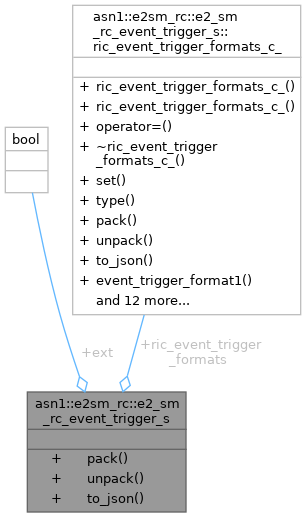 asn1::e2sm_rc::e2_sm
_rc_event_trigger_s::
ric_event_trigger_formats_c_
+ ric_event_trigger_formats_c_()
+ ric_event_trigger_formats_c_()
+ operator=()
+ ~ric_event_trigger
_formats_c_()
+ set()
+ type()
+ pack()
+ unpack()
+ to_json()
+ event_trigger_format1()
and 12 more...
bool
+ext
+ric_event_trigger
_formats
asn1::e2sm_rc::e2_sm
_rc_event_trigger_s
+ pack()
+ unpack()
+ to_json()